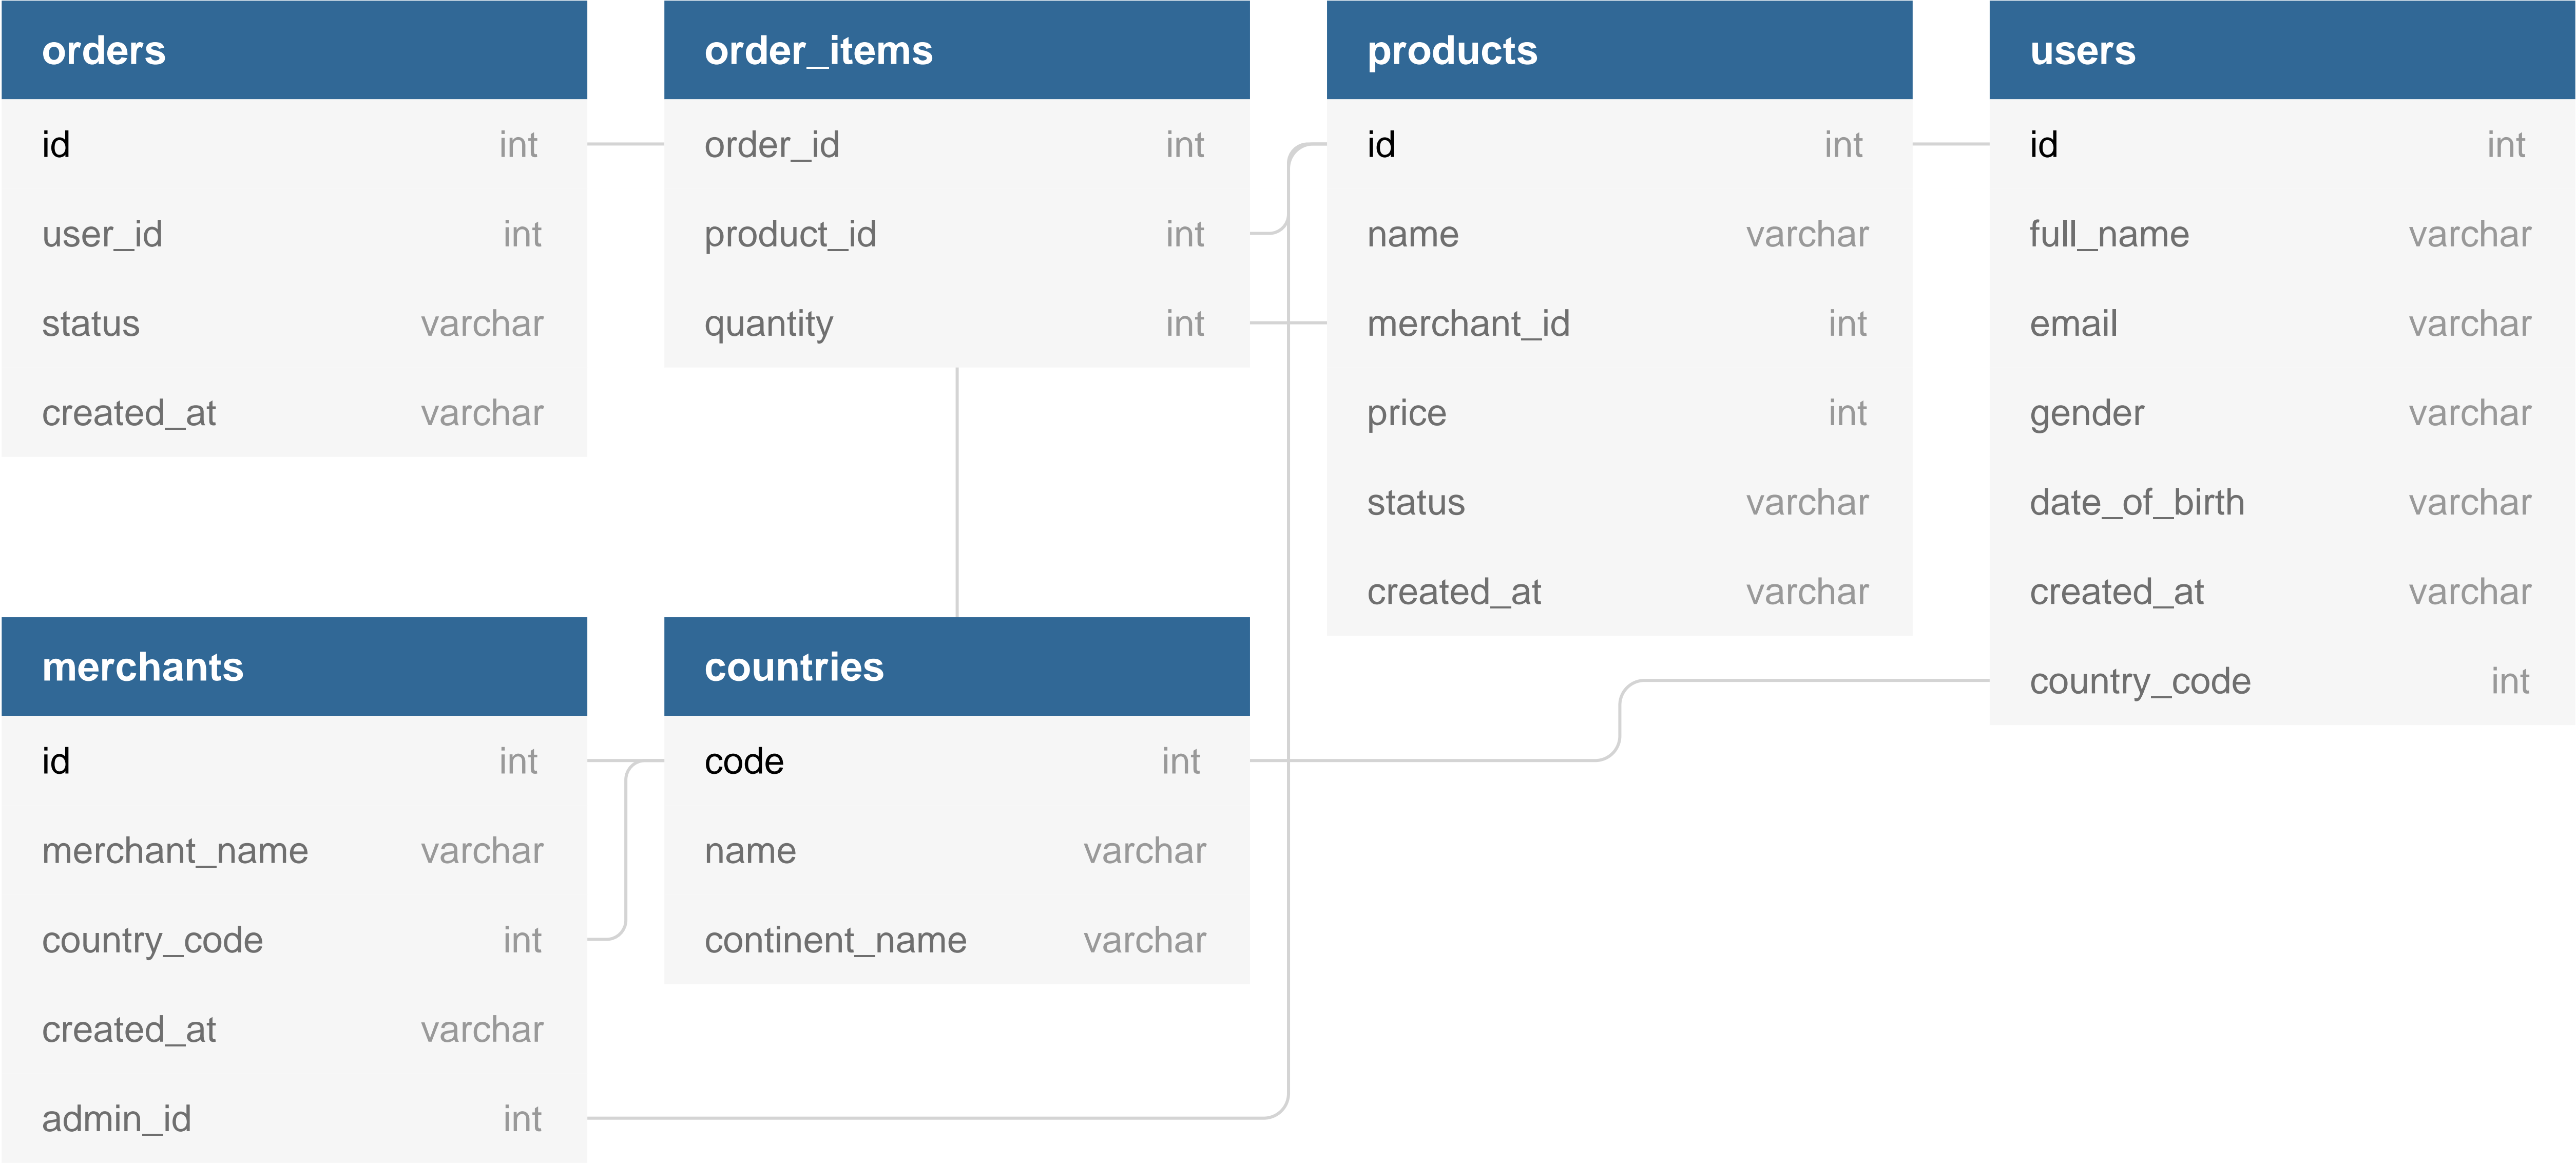 orders
id int
user_id int
status varchar
created_at varchar
order_items
order_id int
product_id int
quantity int
products
id int
name varchar
merchant_id int
price int
status varchar
created_at varchar
users
id int
full_name varchar
email varchar
gender varchar
date_of_birth varchar
created_at varchar
country_code int
merchants
id int
merchant_name varchar
country_code int
created_at varchar
admin_id int
countries
code int
name varchar
continent_name varchar